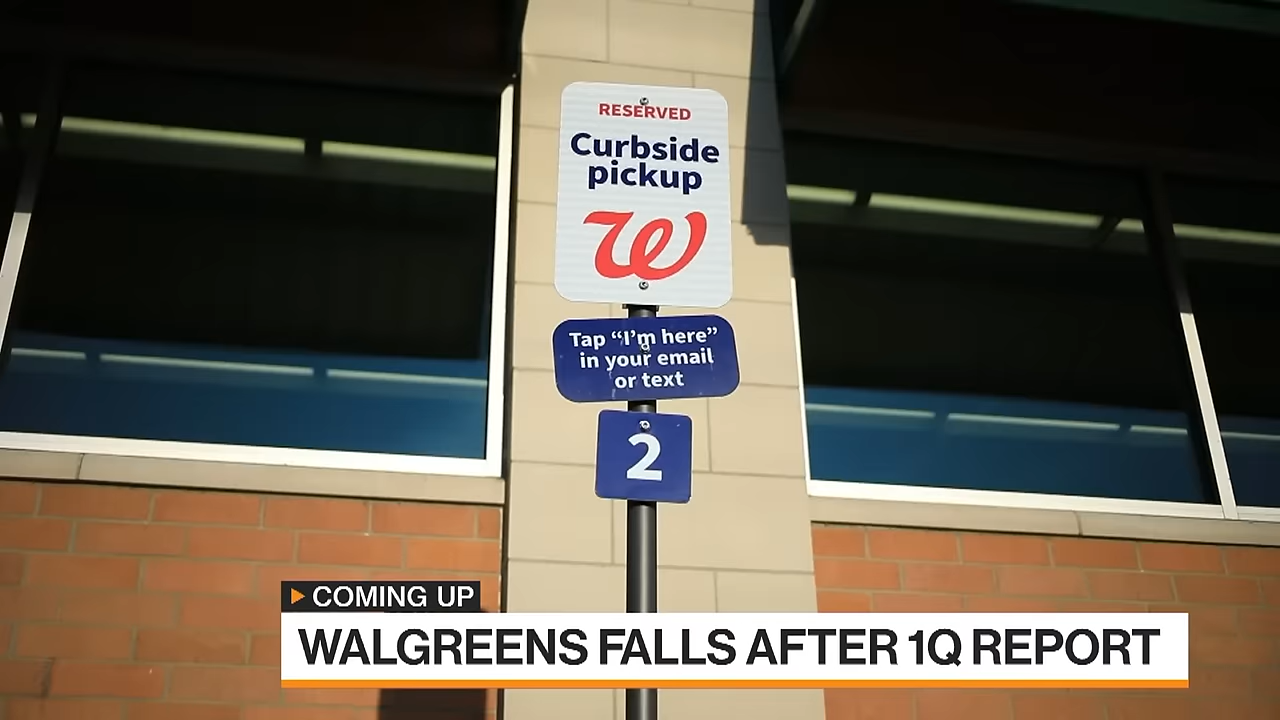 RESERVED
Curbside
pickup
W
Tap “I’m here”
in your email
or text
2
COMING UP
WALGREENS FALLS AFTER 1Q REPORT